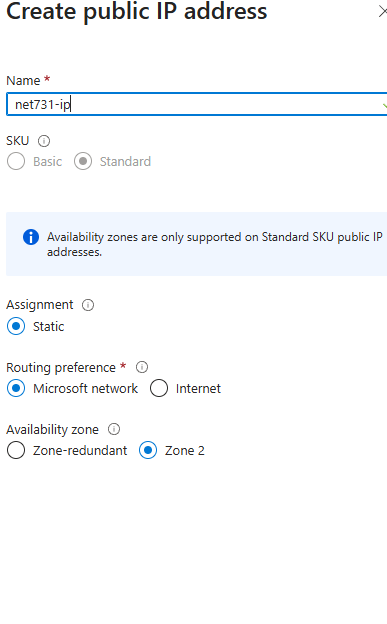 Create public IP address
Name *
net731-ip
SKU
Basic Standard
Availability zones are only supported on Standard SKU public IP
addresses.
Assignment
Static
Routing preference *
Microsoft network Internet
Availability zone
Zone-redundant Zone 2